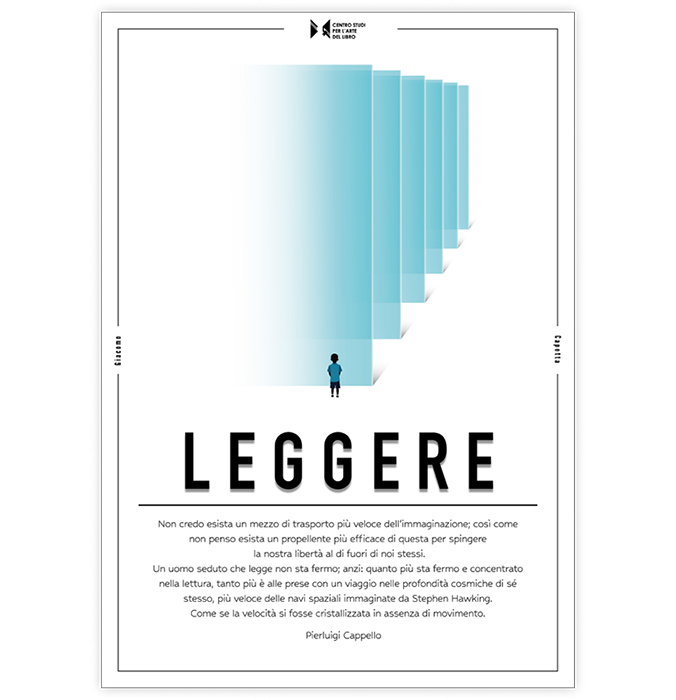 CENTRO STUDI
PER L'ARTE
DEL LIBRO
Giacomo
Capotta
LEGGERE
Non credo esista un mezzo di trasporto più veloce dell'immaginazione; così come
non penso esista un propellente più efficace di questa per spingere
la nostra libertà al di fuori di noi stessi.
Un uomo seduto che legge non sta fermo; anzi: quanto più sta fermo e concentrato
nella lettura, tanto più è alle prese con un viaggio nelle profondità cosmiche di sé
stesso, più veloce delle navi spaziali immaginate da Stephen Hawking.
Come se la velocità si fosse cristallizzata in assenza di movimento.
Pierluigi Cappello